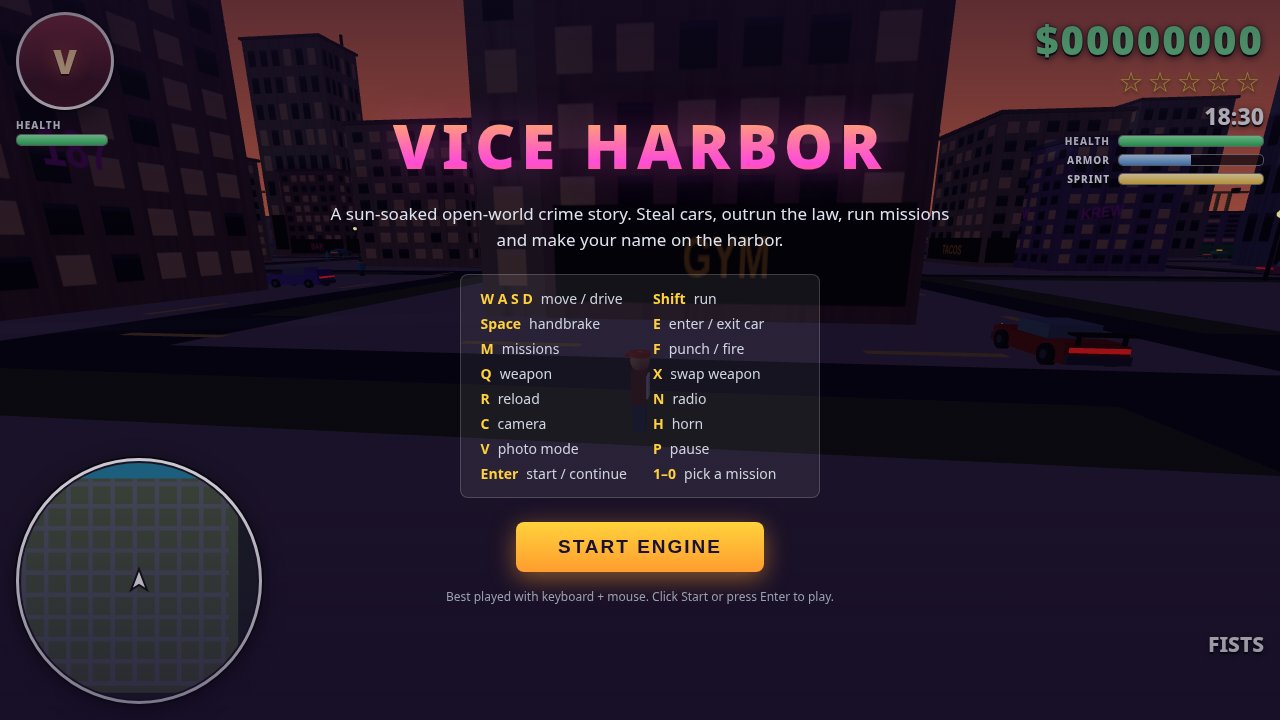 V
HEALTH
$00000000
18:30
HEALTH
ARMOR
SPRINT
VICE HARBOR
A sun-soaked open-world crime story. Steal cars, outrun the law, run missions
and make your name on the harbor.
GYM
TACOS
KREW
W A S D move / drive Shift run
Space handbrake E enter / exit car
M missions F punch / fire
Q weapon X swap weapon
R reload N radio
C camera H horn
V photo mode P pause
Enter start / continue 1–0 pick a mission
START ENGINE
Best played with keyboard + mouse. Click Start or press Enter to play.
FISTS